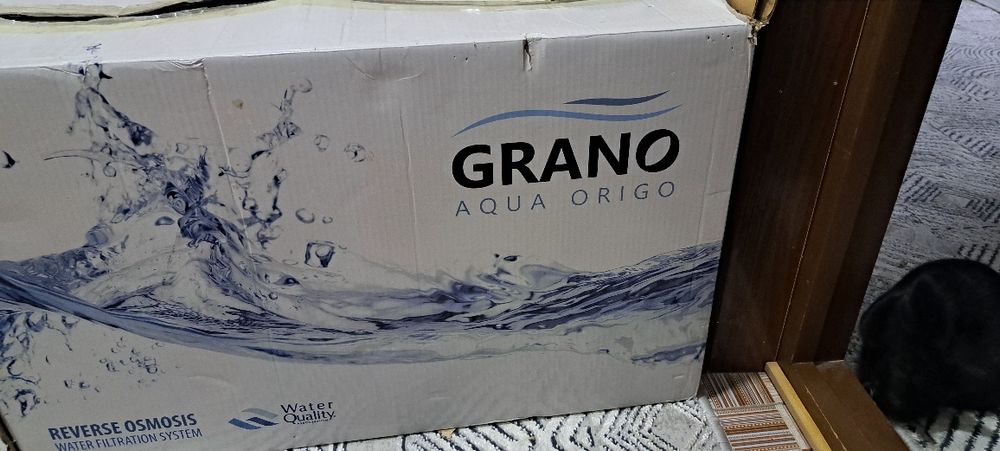 GRANO
AQUA ORIGO
REVERSE OSMOSIS
WATER FILTRATION SYSTEM
Water
Quality